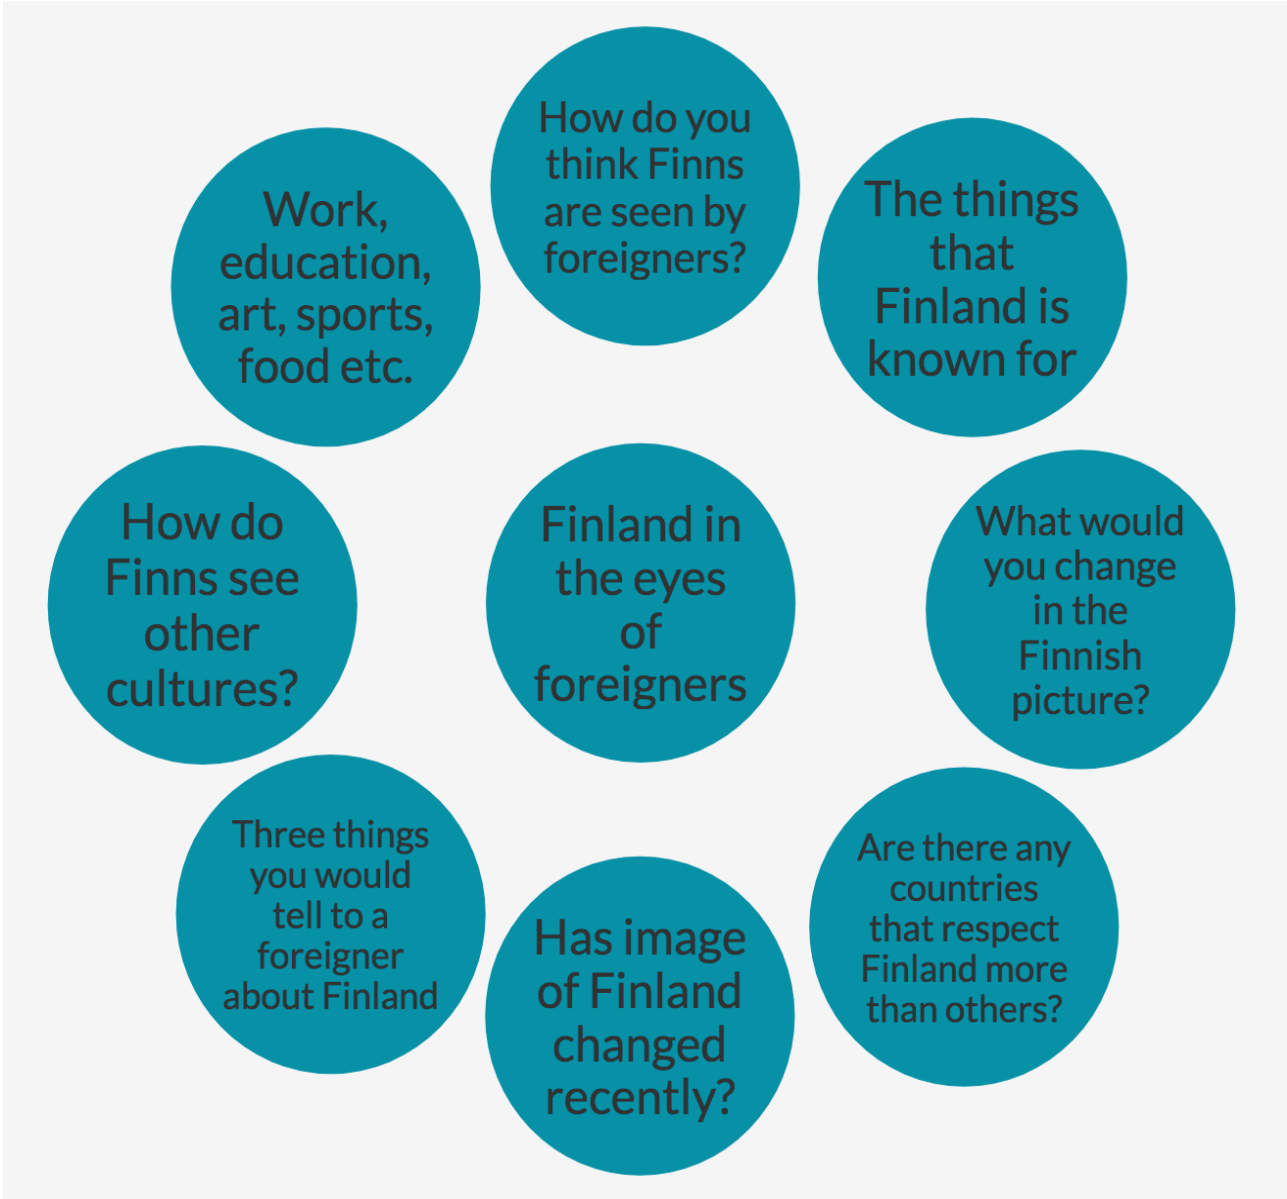 How do you
think Finns
are seen by
foreigners?
The things
that
Finland is
known for
What would
you change
in the
Finnish
picture?
Are there any
countries
that respect
Finland more
than others?
Has image
of Finland
changed
recently?
Three things
you would
tell to a
foreigner
about Finland
How do
Finns see
other
cultures?
Work,
education,
art, sports,
food etc.
Finland in
the eyes
of
foreigners